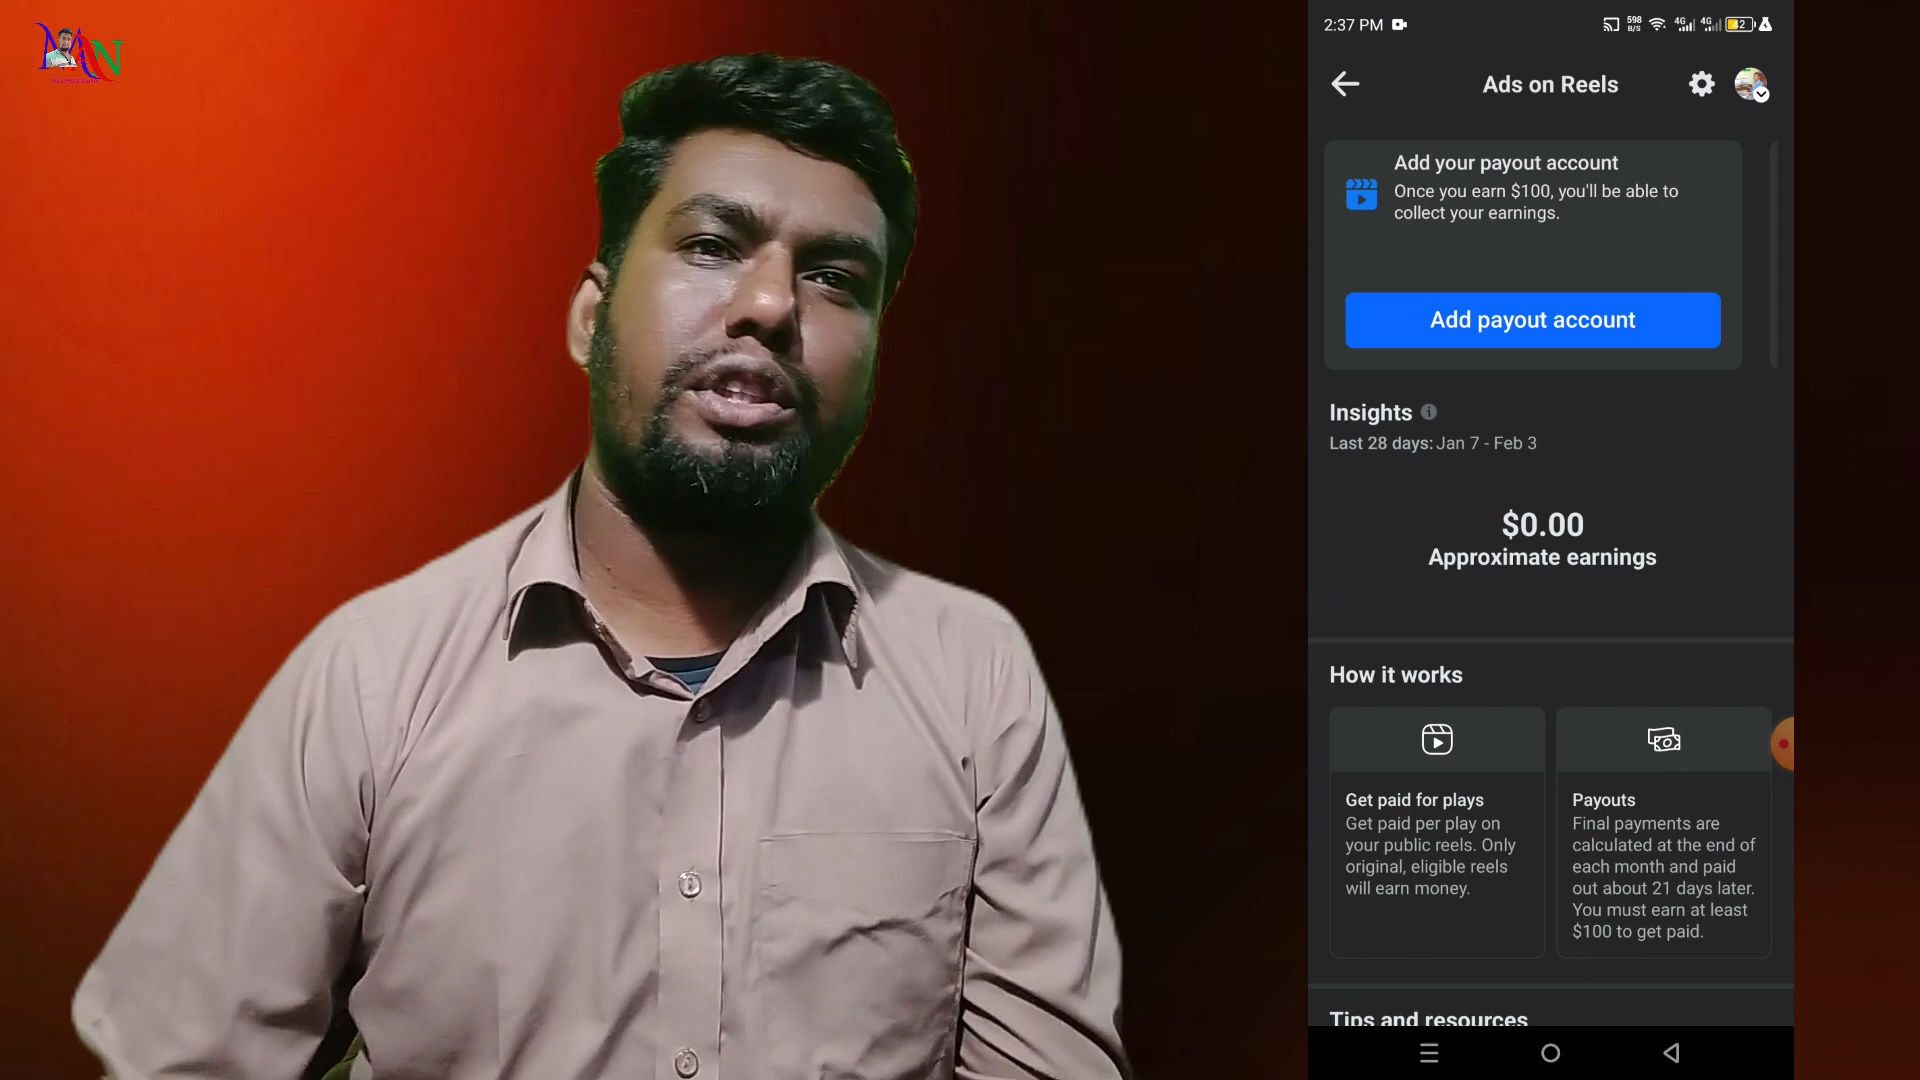 MN
2:37 PM
598
B/S
4G
4G
Ads on Reels
Add your payout account
Once you earn $100, you'll be able to
collect your earnings.
Add payout account
Insights
Last 28 days: Jan 7 - Feb 3
$0.00
Approximate earnings
How it works
Get paid for plays
Get paid per play on
your public reels. Only
original, eligible reels
will earn money.
Payouts
Final payments are
calculated at the end of
each month and paid
out about 21 days later.
You must earn at least
$100 to get paid.
Tips and resources